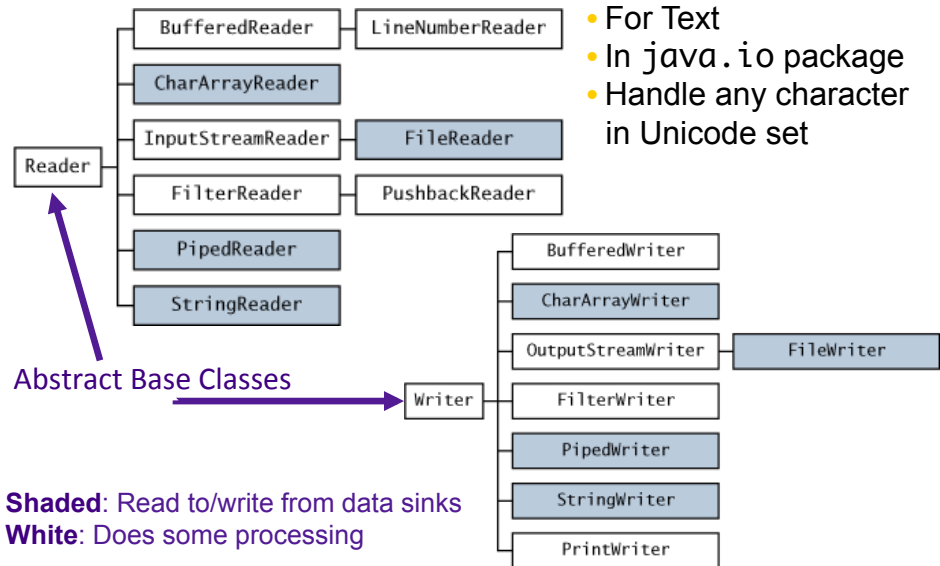 BufferedReader LineNumberReader
CharArrayReader
InputStreamReader FileReader
Reader
FilterReader PushbackReader
PipedReader
StringReader
• For Text
• In java.io package
• Handle any character
in Unicode set
Abstract Base Classes
BufferedWriter
CharArrayWriter
OutputStreamWriter FileWriter
Writer
FilterWriter
PipedWriter
StringWriter
PrintWriter
Shaded: Read to/write from data sinks
White: Does some processing